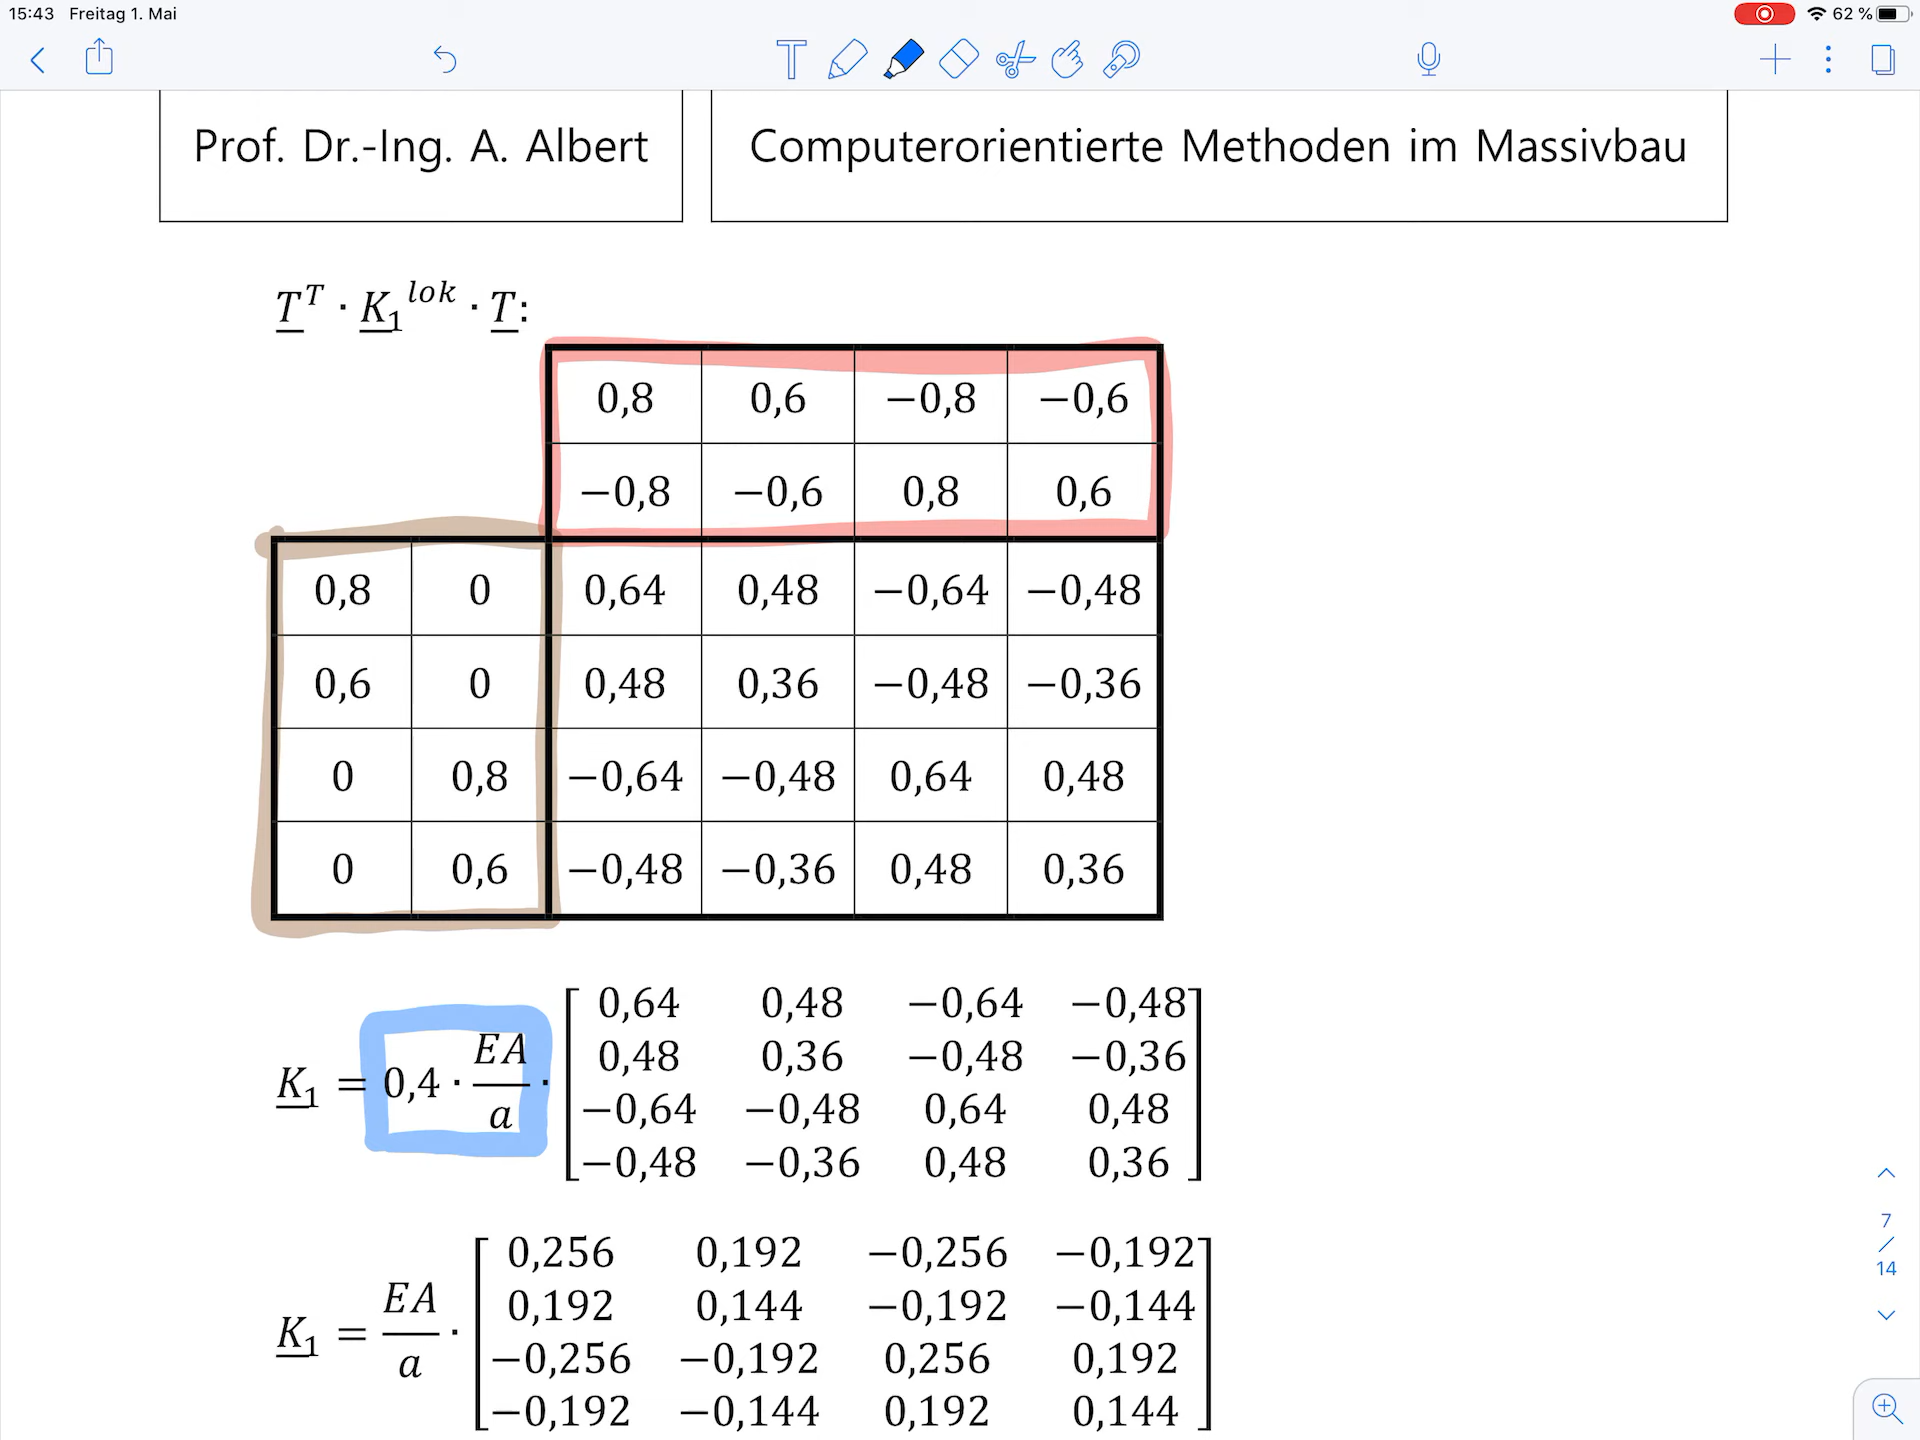 15:43 Freitag 1. Mai 62 %
Prof. Dr.-Ing. A. Albert
Computerorientierte Methoden im Massivbau
T^T · K_1^lok · T:
0,8 0,6 −0,8 −0,6
−0,8 −0,6 0,8 0,6
0,8 0 0,64 0,48 −0,64 −0,48
0,6 0 0,48 0,36 −0,48 −0,36
0 0,8 −0,64 −0,48 0,64 0,48
0 0,6 −0,48 −0,36 0,48 0,36
K_1 = 0,4 · EA/a ·
0,64 0,48 −0,64 −0,48
0,48 0,36 −0,48 −0,36
−0,64 −0,48 0,64 0,48
−0,48 −0,36 0,48 0,36
K_1 = EA/a ·
0,256 0,192 −0,256 −0,192
0,192 0,144 −0,192 −0,144
−0,256 −0,192 0,256 0,192
−0,192 −0,144 0,192 0,144
7
/
14